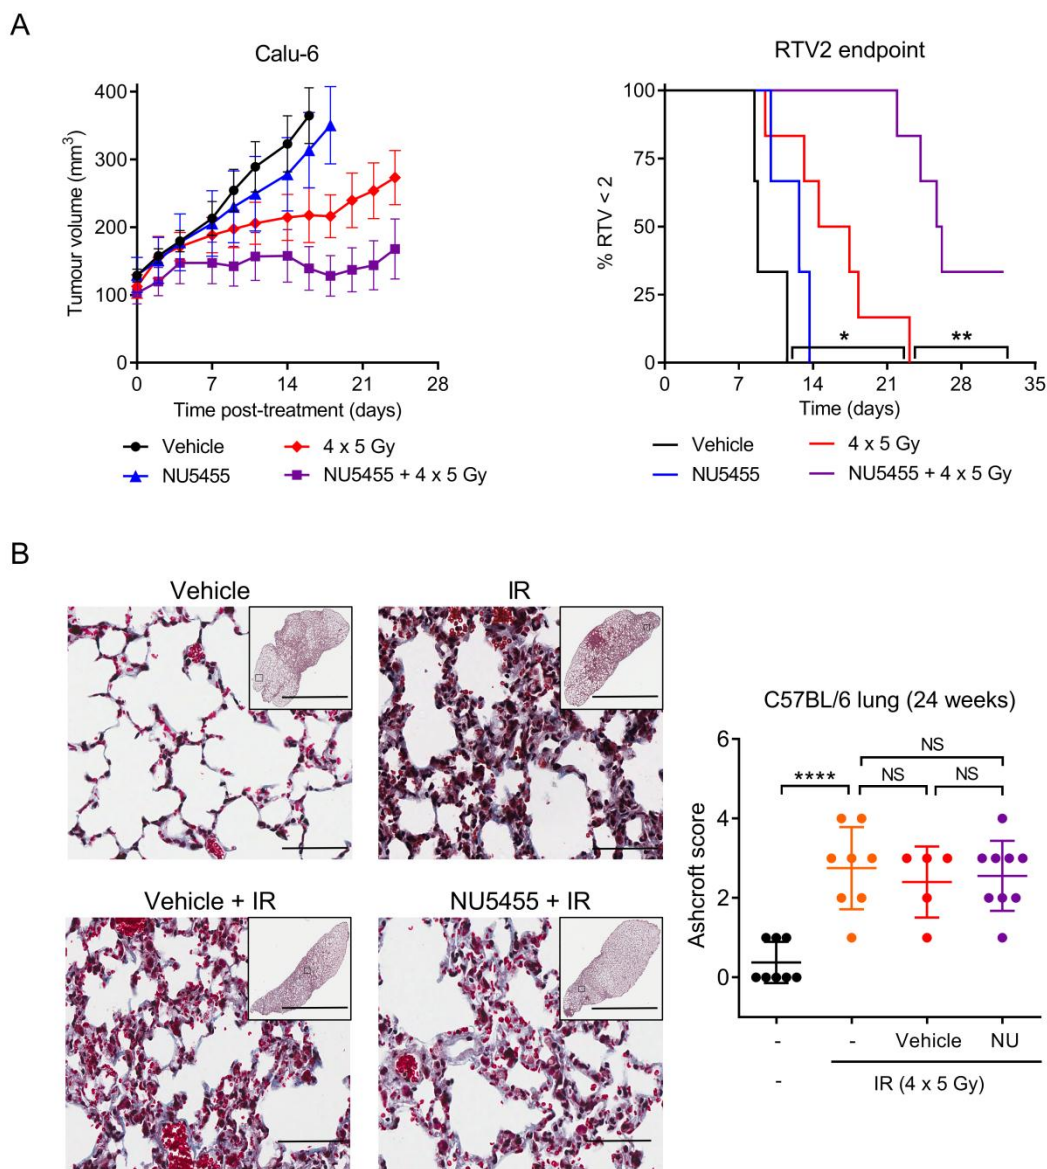 A
Calu-6
Tumour volume (mm³)
400
300
200
100
0
0 7 14 21 28
Time post-treatment (days)
Vehicle
4 x 5 Gy
NU5455
NU5455 + 4 x 5 Gy
RTV2 endpoint
% RTV < 2
100
75
50
25
0
* **
0 7 14 21 28 35
Time (days)
Vehicle
4 x 5 Gy
NU5455
NU5455 + 4 x 5 Gy
B
Vehicle
IR
Vehicle + IR
NU5455 + IR
C57BL/6 lung (24 weeks)
Ashcroft score
6
4
2
0
NS
**** NS NS
- - Vehicle NU
- IR (4 x 5 Gy)